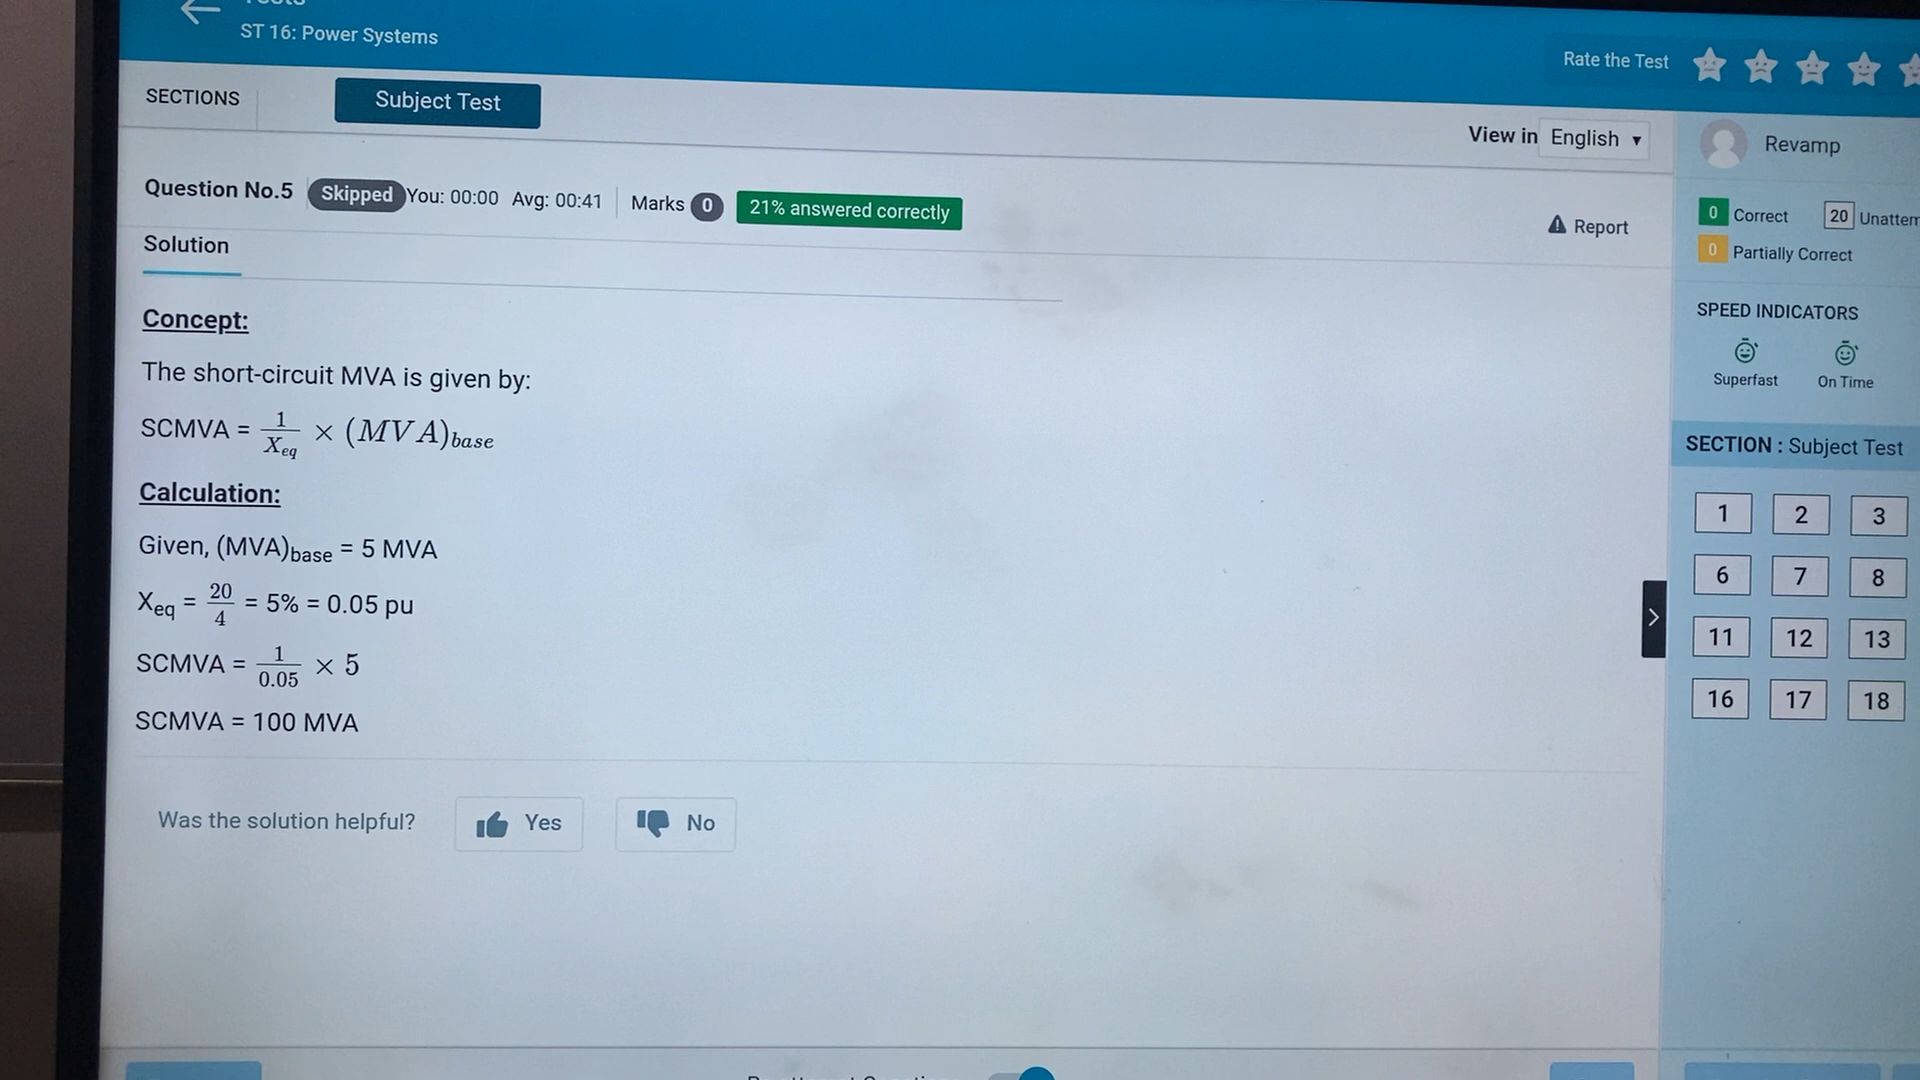 ST 16: Power Systems
Rate the Test
SECTIONS
Subject Test
View in English ▾
Revamp
Question No.5 Skipped You: 00:00 Avg: 00:41 Marks 0 21% answered correctly
Report
0 Correct 20
0 Partially Correct
Solution
Concept:
The short-circuit MVA is given by:
SCMVA = 1/X_eq × (MVA)_base
Calculation:
Given, (MVA)base = 5 MVA
Xeq = 20/4 = 5% = 0.05 pu
SCMVA = 1/0.05 × 5
SCMVA = 100 MVA
Was the solution helpful? Yes No
SPEED INDICATORS
Superfast On Time
SECTION : Subject Test
1 2 3
6 7 8
11 12 13
16 17 18